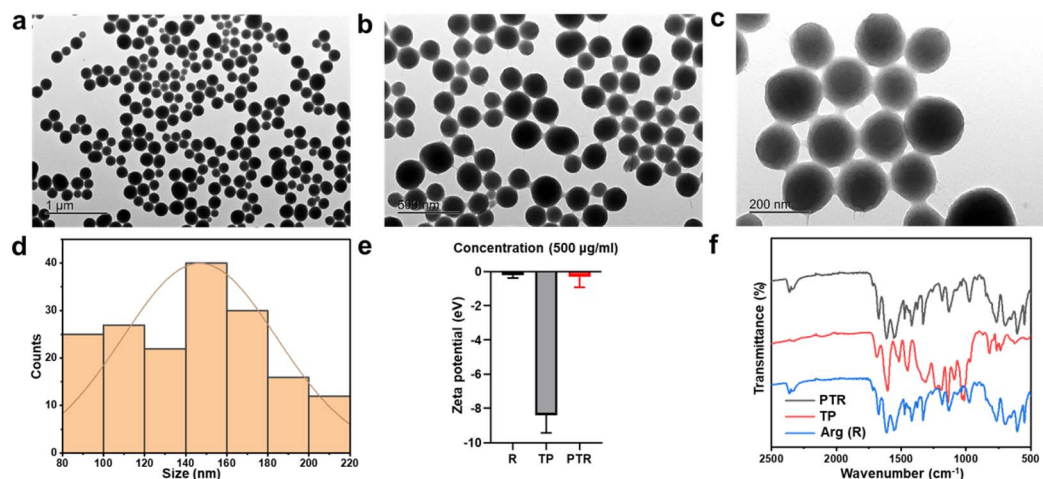 a
b
c
1 µm
500 nm
200 nm
d
40
30
20
10
0
Counts
80 100 120 140 160 180 200 220
Size (nm)
e
Concentration (500 µg/ml)
0
-2
-4
-6
-8
-10
Zeta potential (eV)
R TP PTR
f
Transmittance (%)
PTR
TP
Arg (R)
2500 2000 1500 1000 500
Wavenumber (cm⁻¹)